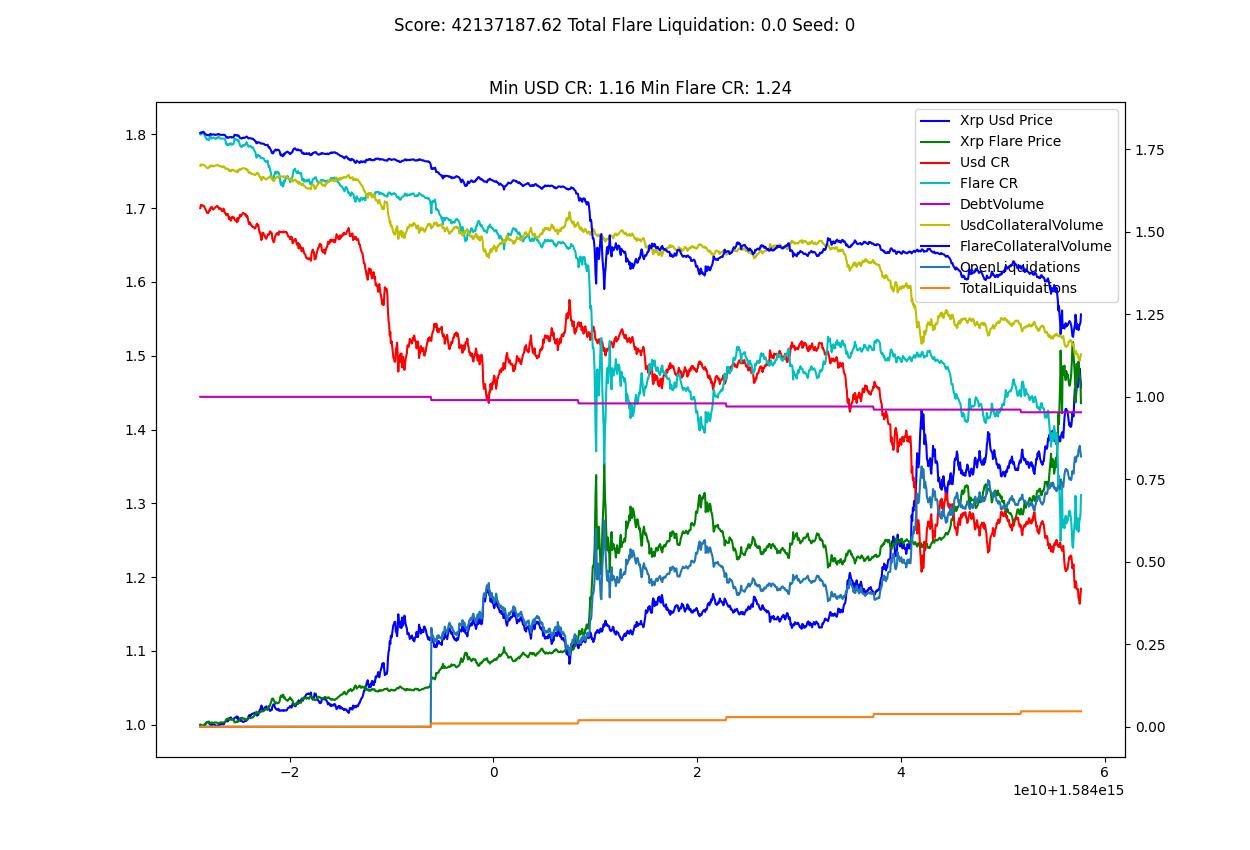 Score: 42137187.62 Total Flare Liquidation: 0.0 Seed: 0
Min USD CR: 1.16 Min Flare CR: 1.24
Xrp Usd Price
Xrp Flare Price
Usd CR
Flare CR
DebtVolume
UsdCollateralVolume
FlareCollateralVolume
OpenLiquidations
TotalLiquidations
1.8
1.7
1.6
1.5
1.4
1.3
1.2
1.1
1.0
1.75
1.50
1.25
1.00
0.75
0.50
0.25
0.00
−2
0
2
4
6
1e10+1.584e15